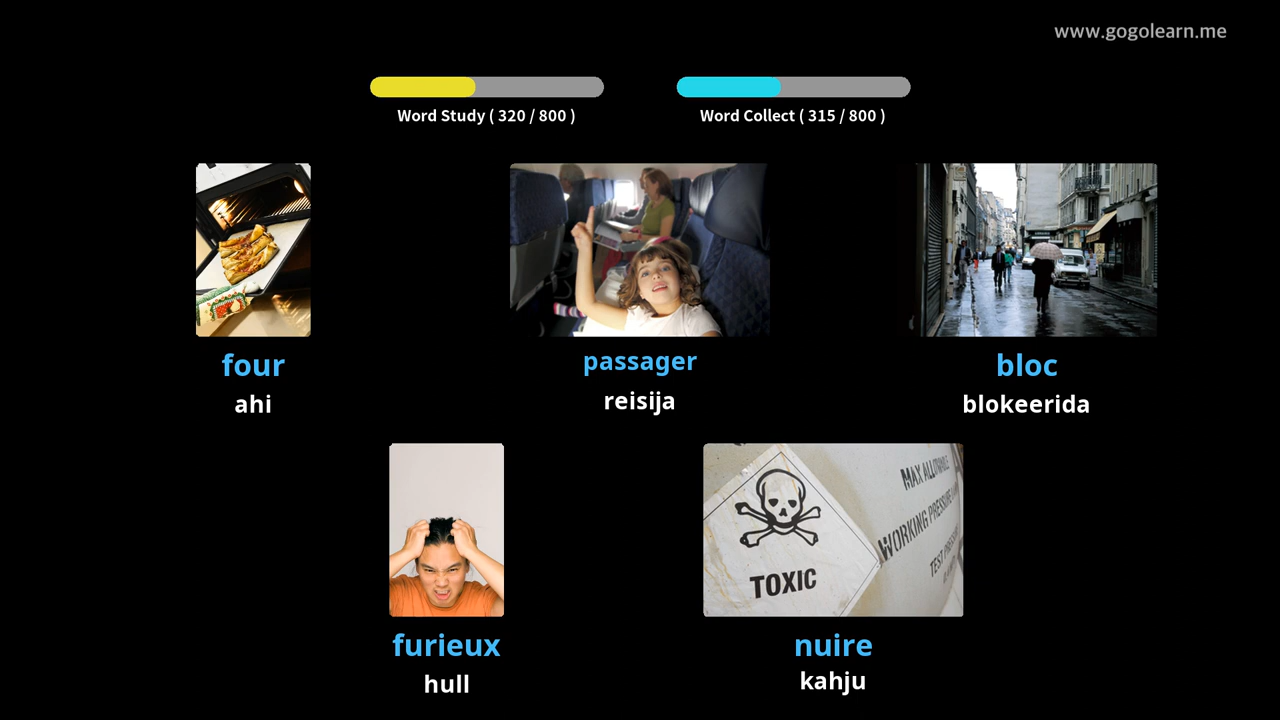 www.gogolearn.me
Word Study ( 320 / 800 )
Word Collect ( 315 / 800 )
four
ahi
passager
reisija
bloc
blokeerida
TOXIC
MAX ALLOWABLE
WORKING PRESSURE
TEST PRESSURE
furieux
hull
nuire
kahju